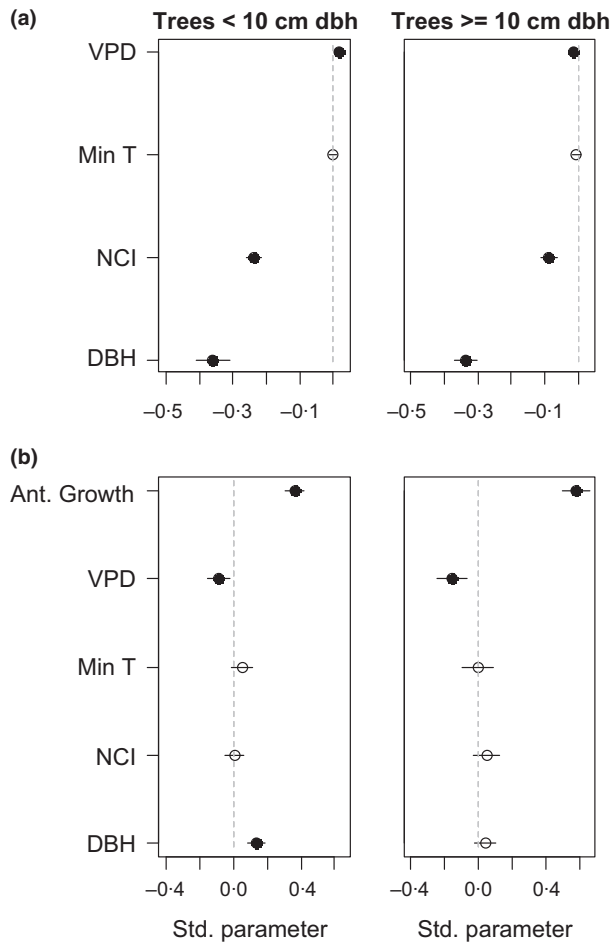 (a)
Trees < 10 cm dbh
Trees >= 10 cm dbh
VPD
Min T
NCI
DBH
–0·5 –0·3 –0·1
–0·5 –0·3 –0·1
(b)
Ant. Growth
VPD
Min T
NCI
DBH
–0·4 0·0 0·4
–0·4 0·0 0·4
Std. parameter
Std. parameter